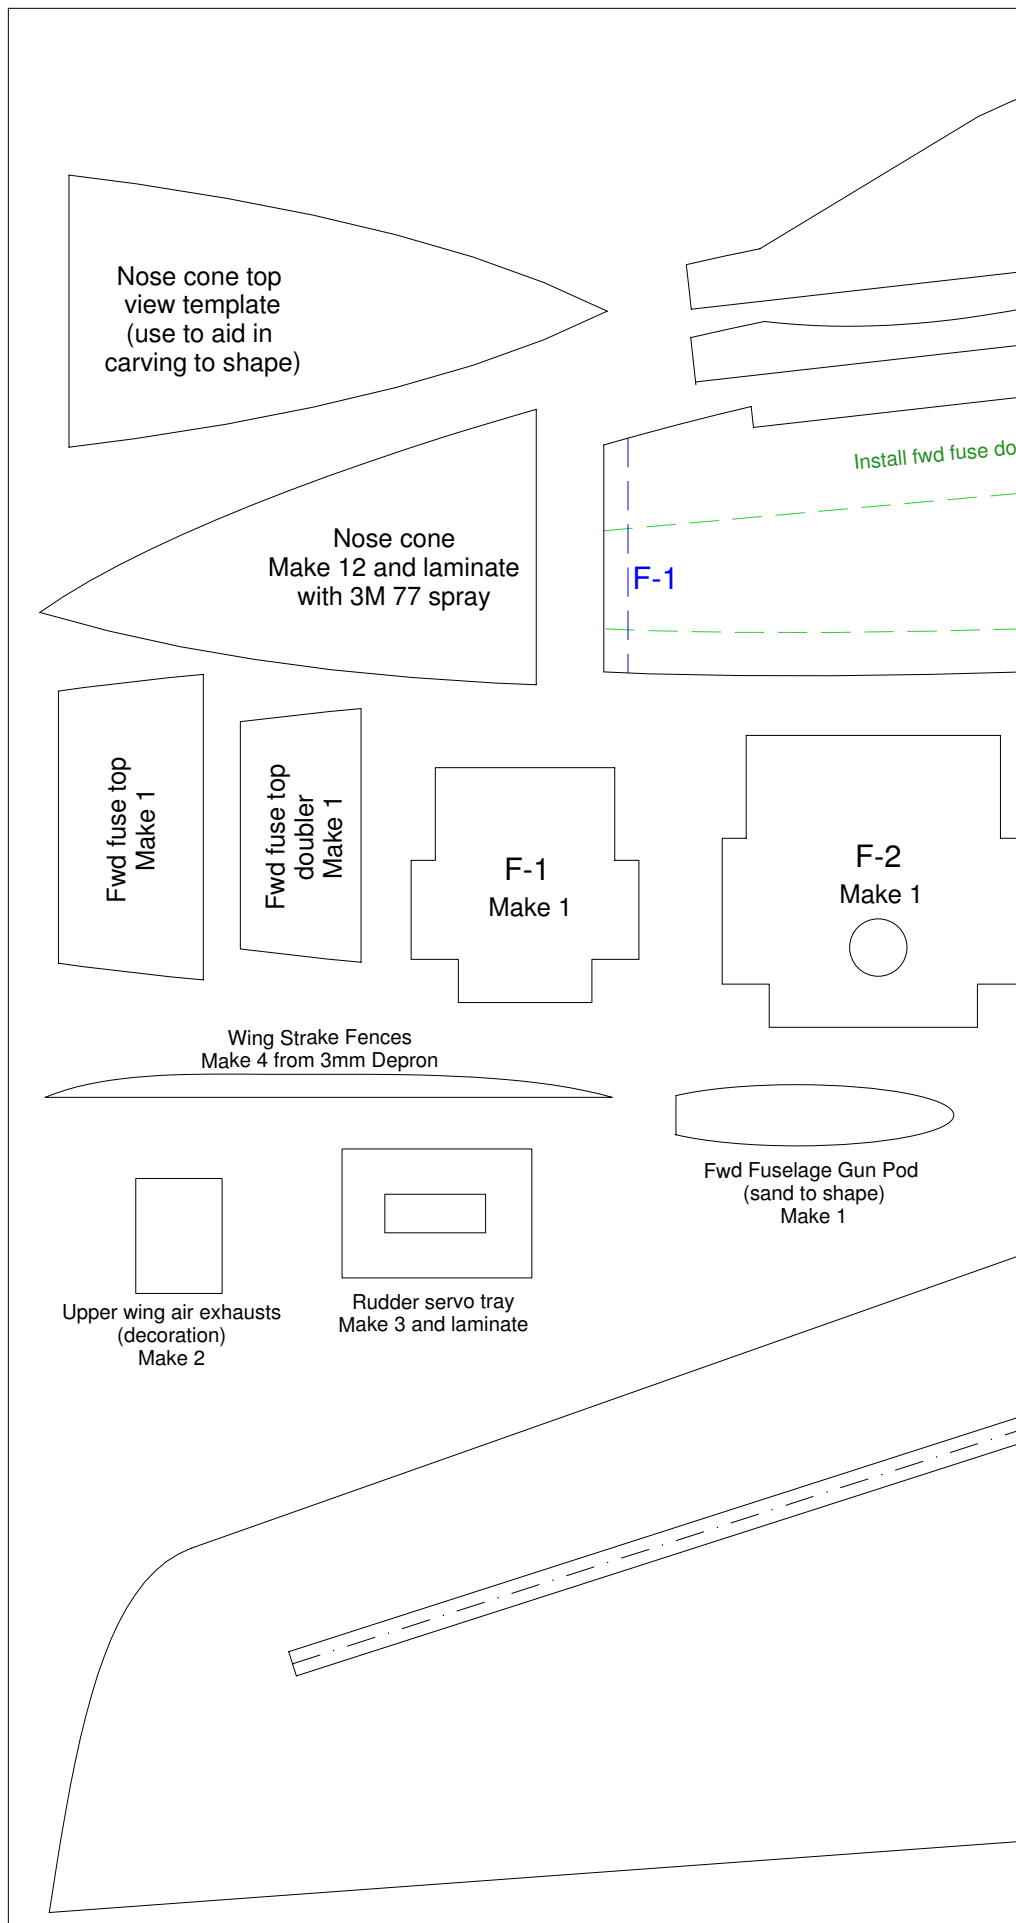 Nose cone top
view template
(use to aid in
carving to shape)
Install fwd fuse do
Nose cone
Make 12 and laminate
with 3M 77 spray
F-1
Fwd fuse top
Make 1
Fwd fuse top
doubler
Make 1
F-1
Make 1
F-2
Make 1
Wing Strake Fences
Make 4 from 3mm Depron
Fwd Fuselage Gun Pod
(sand to shape)
Make 1
Upper wing air exhausts
(decoration)
Make 2
Rudder servo tray
Make 3 and laminate